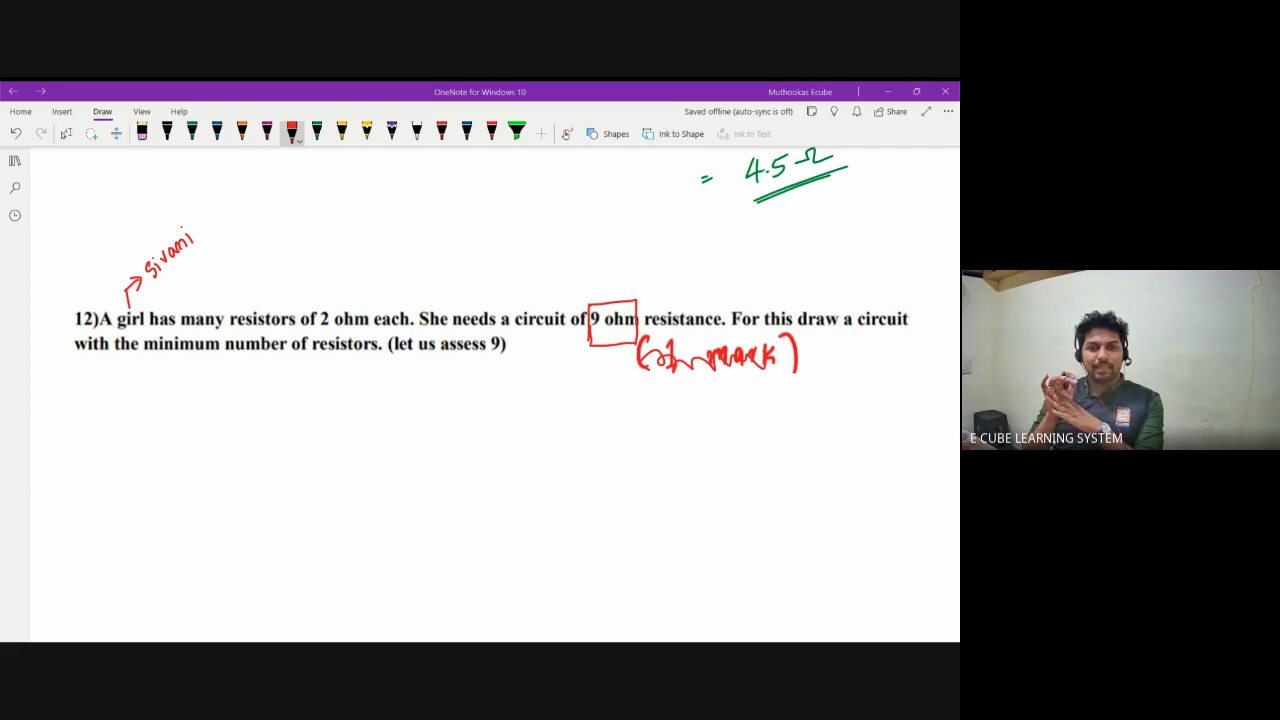 OneNote for Windows 10
Muthookas Ecube
Home Insert Draw View Help
Saved offline (auto-sync is off)
Share
Shapes
Ink to Shape
Ink to Text
= 4.5 Ω
Sivami
12)A girl has many resistors of 2 ohm each. She needs a circuit of 9 ohm resistance. For this draw a circuit
with the minimum number of resistors. (let us assess 9)
E CUBE LEARNING SYSTEM